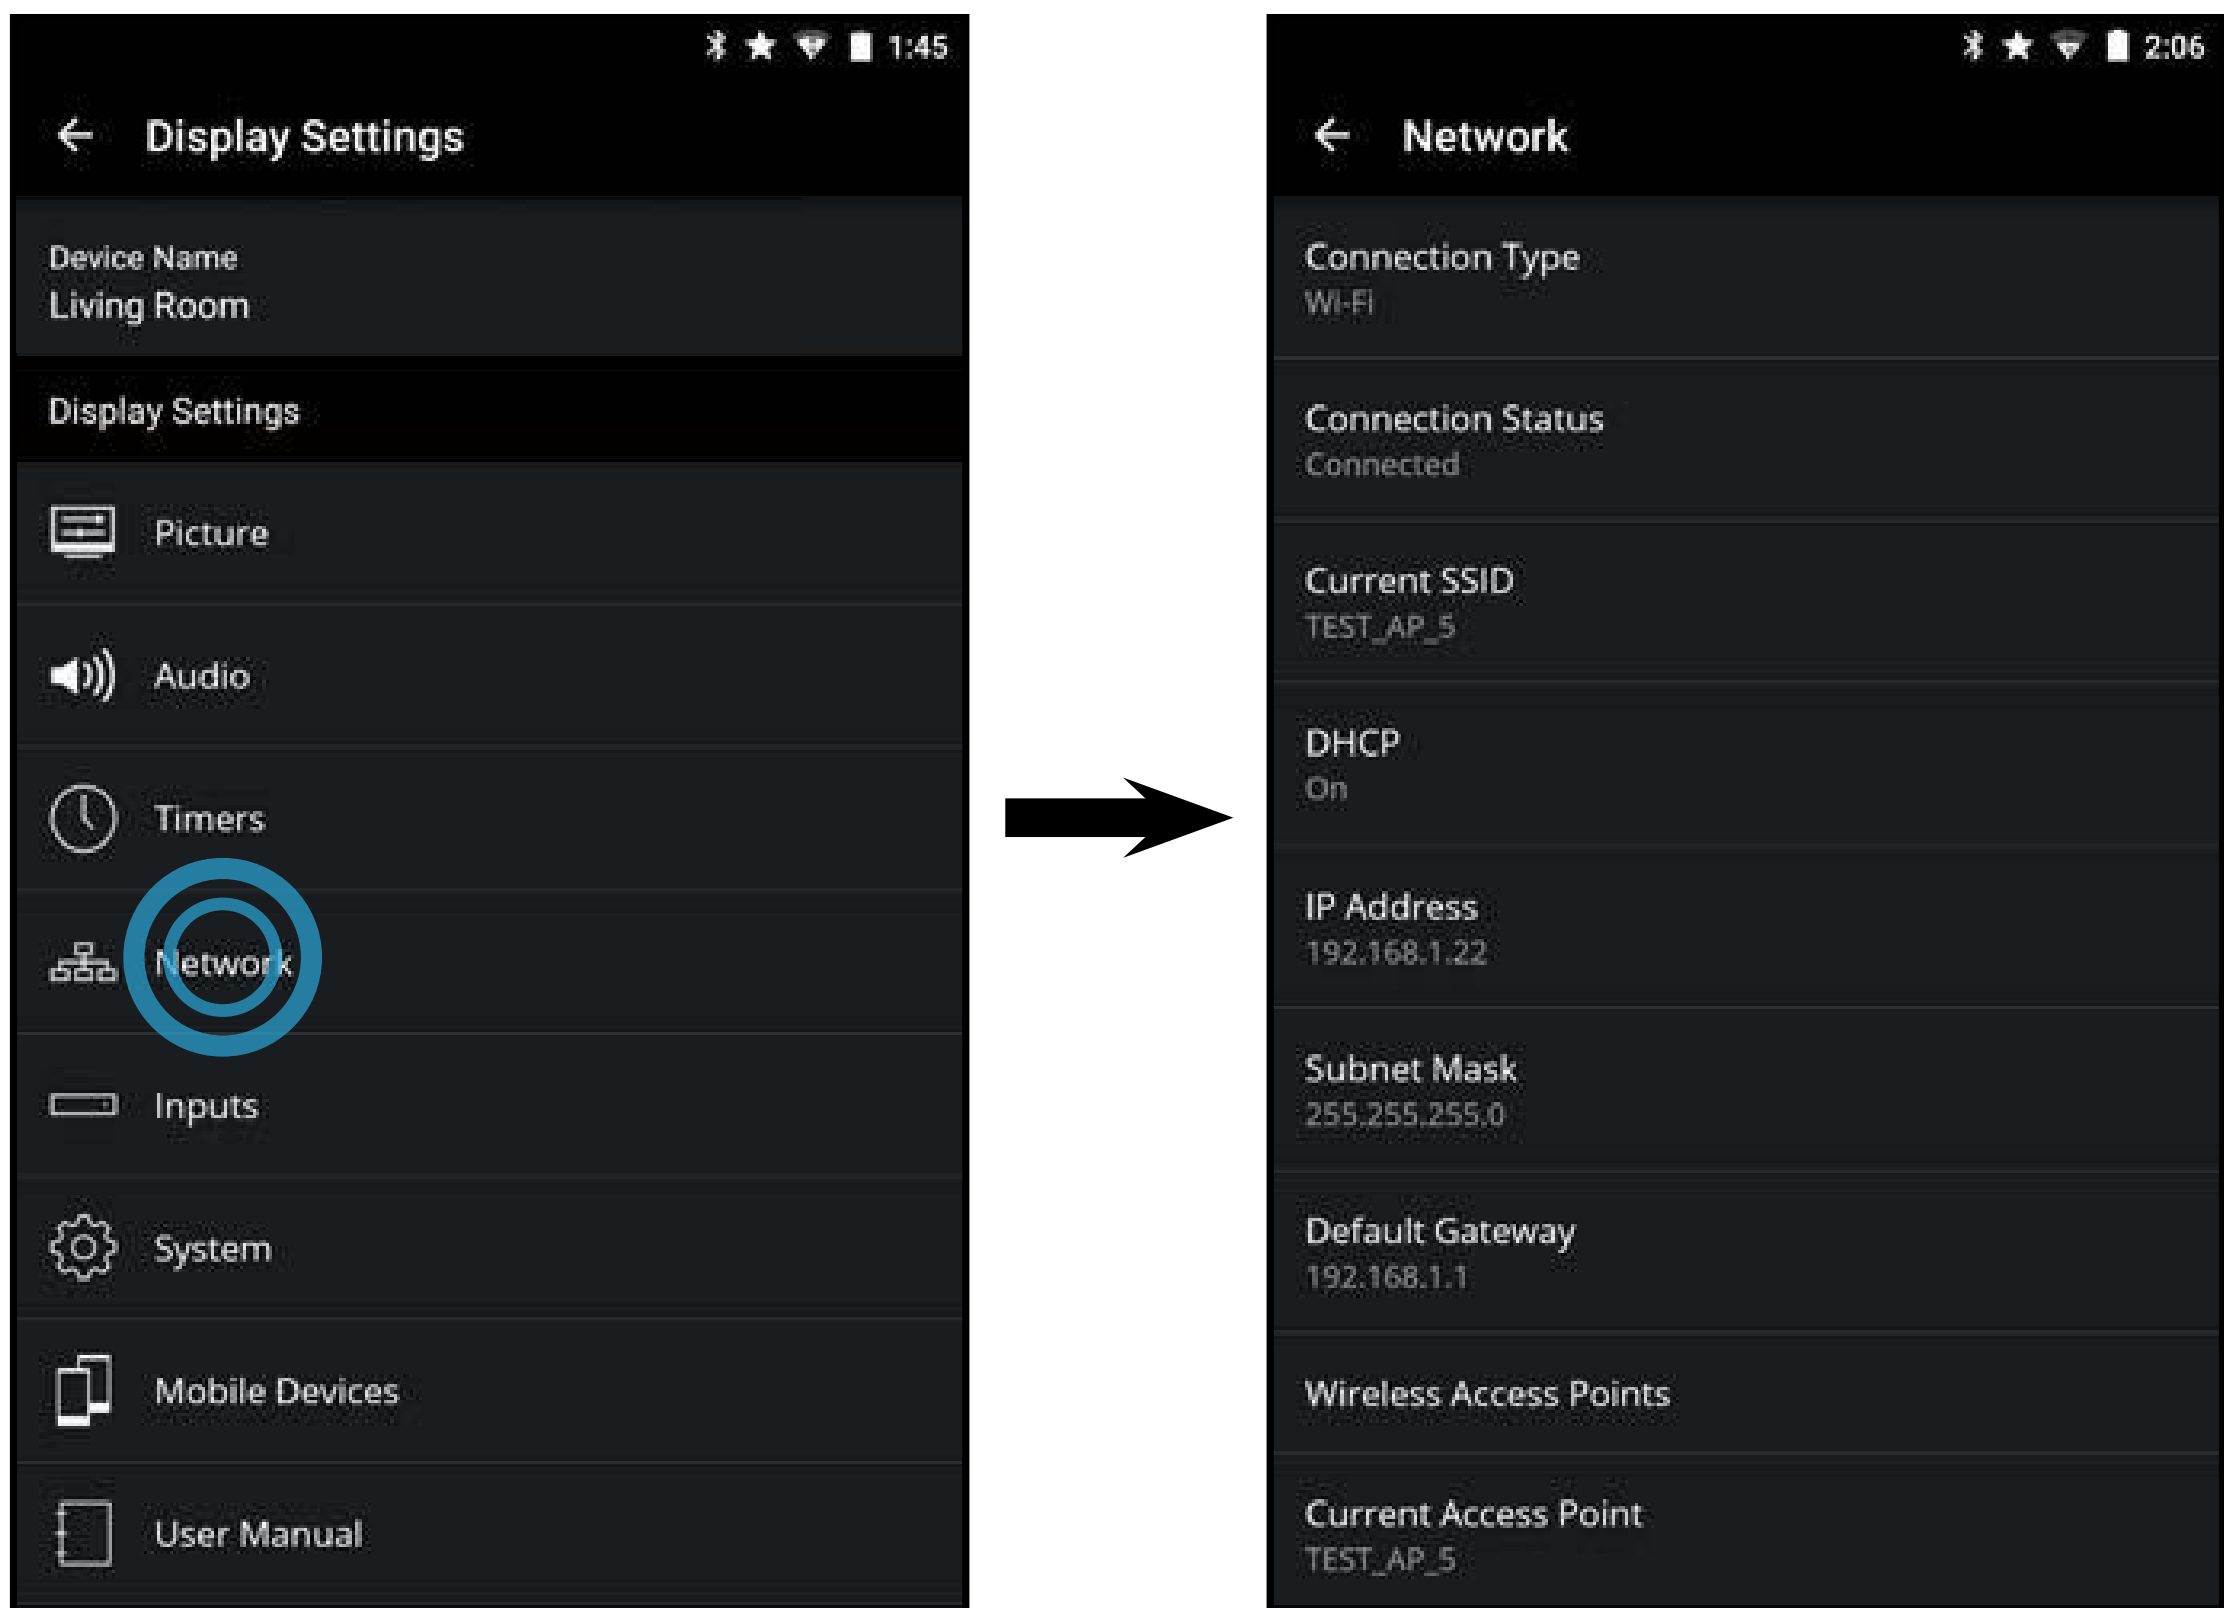 1:45
Display Settings
Device Name
Living Room
Display Settings
Picture
Audio
Timers
Network
Inputs
System
Mobile Devices
User Manual
2:06
Network
Connection Type
Wi-Fi
Connection Status
Connected
Current SSID
TEST_AP_5
DHCP
On
IP Address
192.168.1.22
Subnet Mask
255.255.255.0
Default Gateway
192.168.1.1
Wireless Access Points
Current Access Point
TEST_AP_5